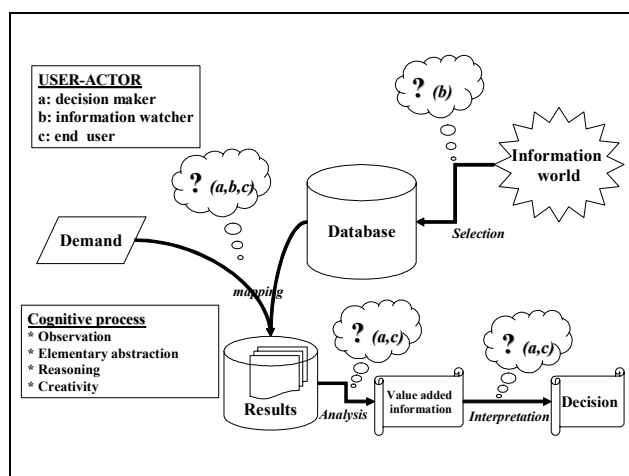 USER-ACTOR
a: decision maker
b: information watcher
c: end user
? (b)
Information
world
? (a,b,c)
Demand
Database
Selection
mapping
Cognitive process
* Observation
* Elementary abstraction
* Reasoning
* Creativity
Results
? (a,c)
Analysis
Value added
information
? (a,c)
Interpretation
Decision